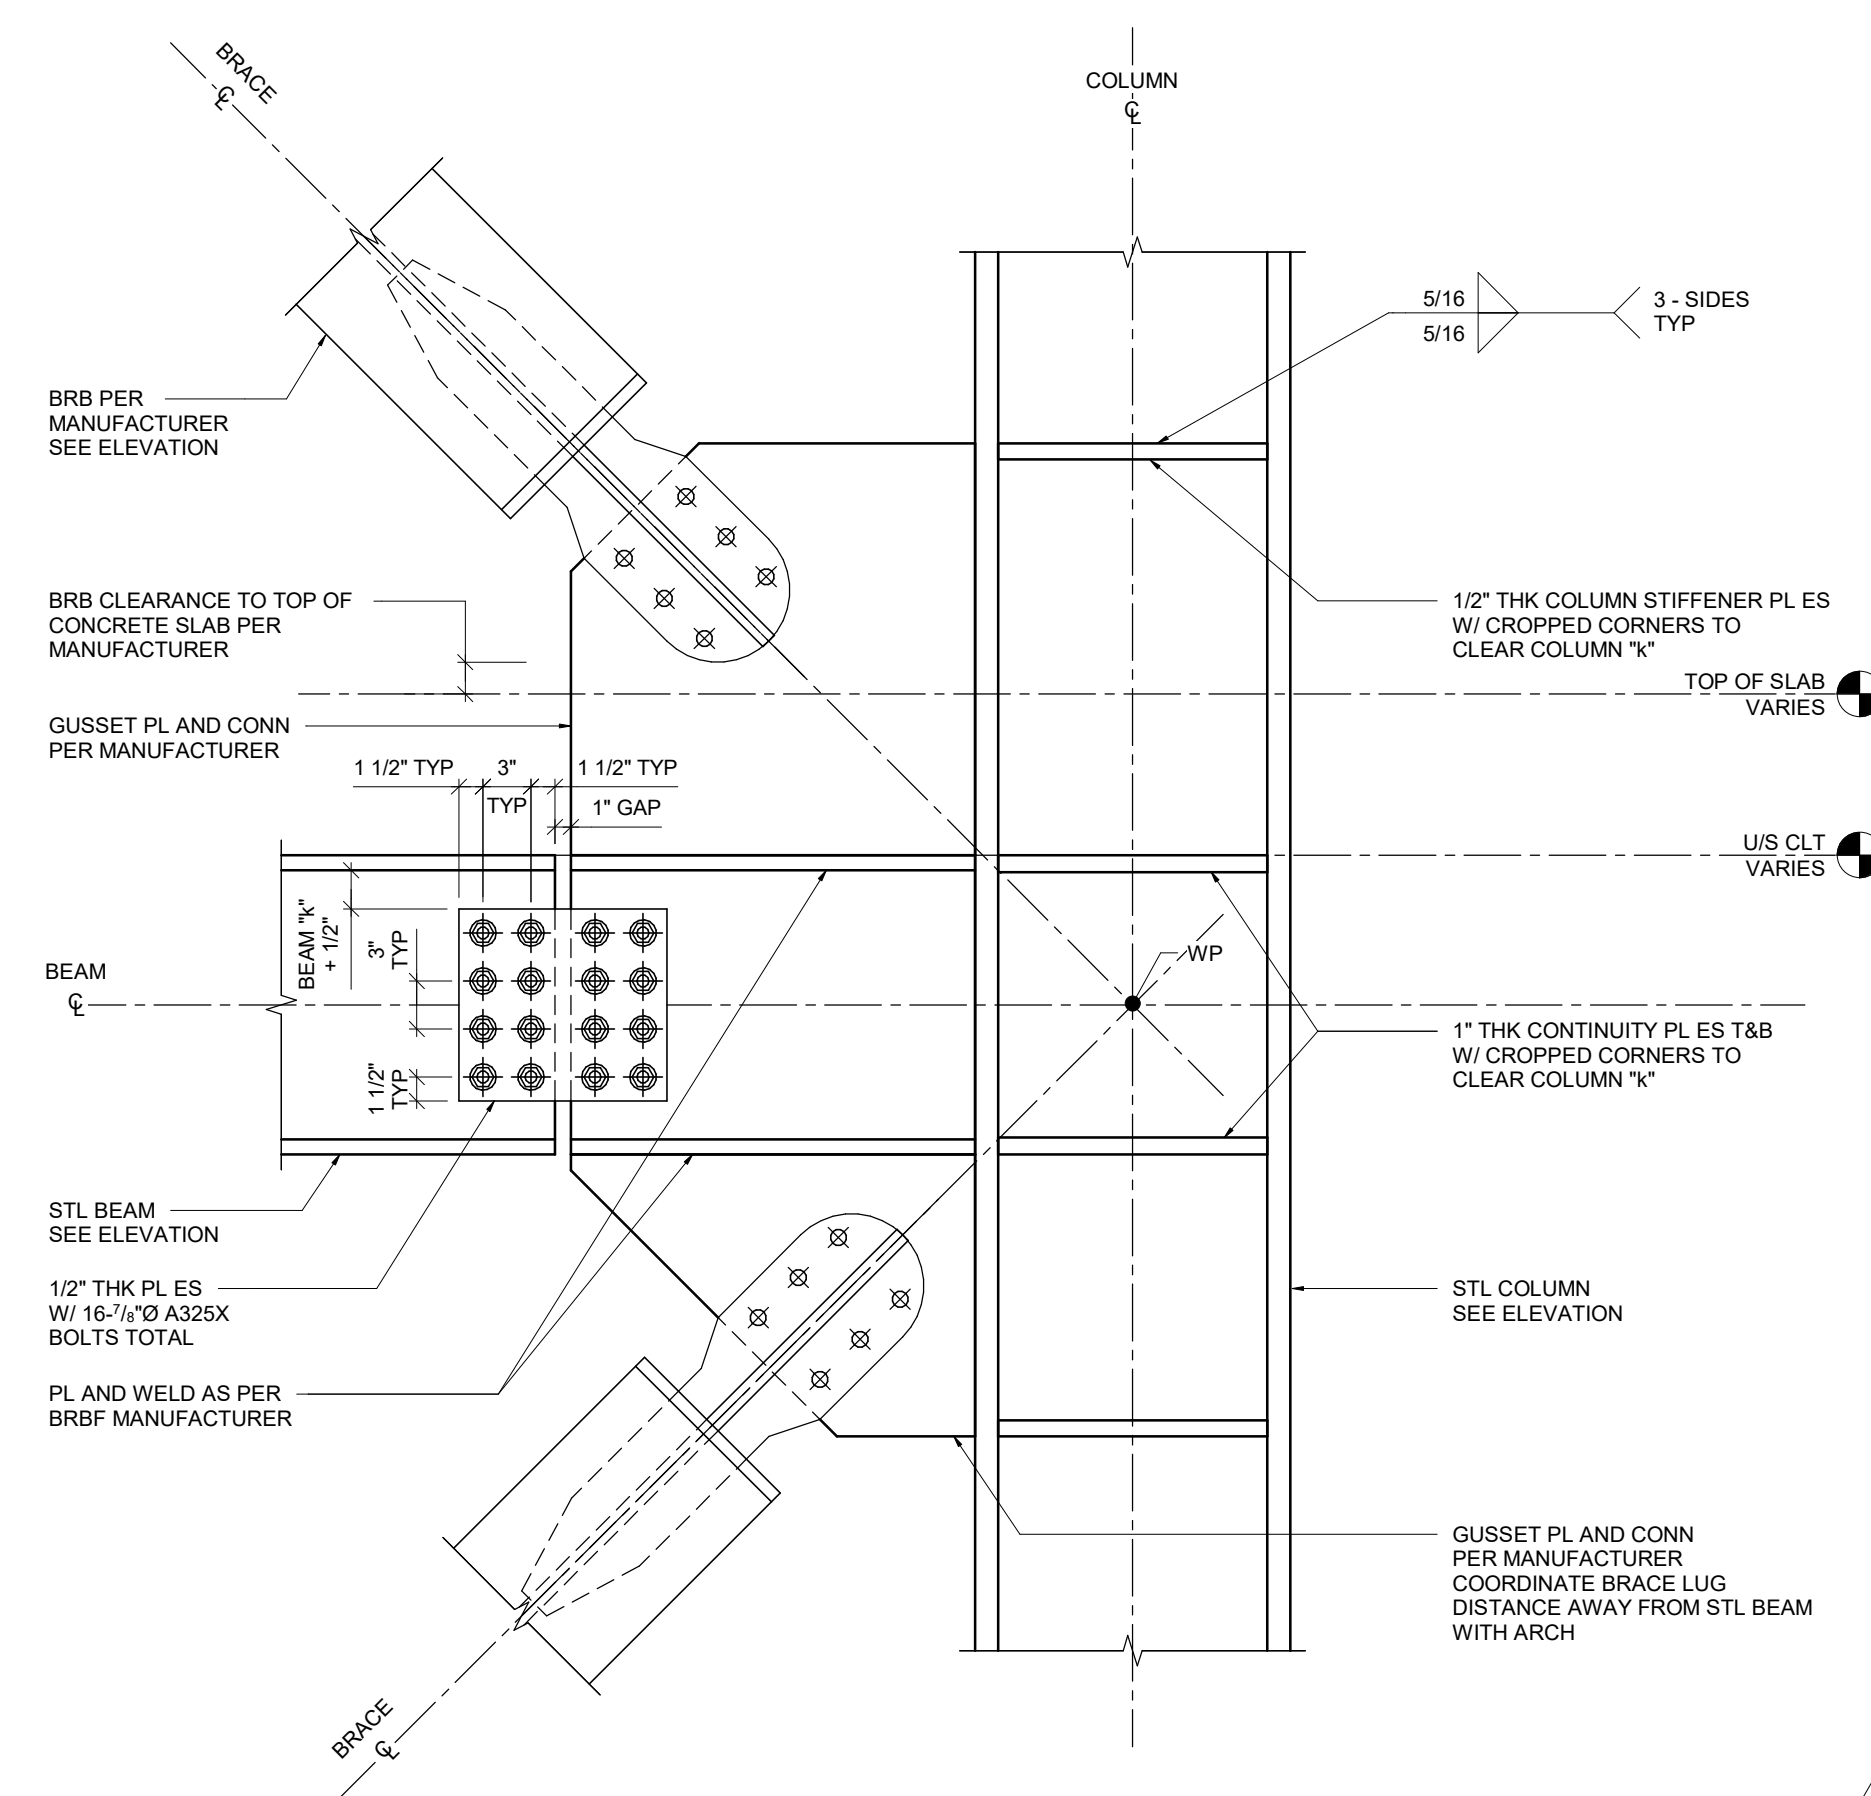 BRACE
℄
COLUMN
℄
5/16
5/16
3 - SIDES
TYP
BRB PER
MANUFACTURER
SEE ELEVATION
BRB CLEARANCE TO TOP OF
CONCRETE SLAB PER
MANUFACTURER
1/2" THK COLUMN STIFFENER PL ES
W/ CROPPED CORNERS TO
CLEAR COLUMN "k"
TOP OF SLAB
VARIES
GUSSET PL AND CONN
PER MANUFACTURER
1 1/2" TYP
3"
TYP
1 1/2" TYP
1" GAP
U/S CLT
VARIES
BEAM "k"
+ 1/2"
3"
TYP
1 1/2"
TYP
WP
BEAM
℄
1" THK CONTINUITY PL ES T&B
W/ CROPPED CORNERS TO
CLEAR COLUMN "k"
STL BEAM
SEE ELEVATION
1/2" THK PL ES
W/ 16-7/8"Ø A325X
BOLTS TOTAL
STL COLUMN
SEE ELEVATION
PL AND WELD AS PER
BRBF MANUFACTURER
GUSSET PL AND CONN
PER MANUFACTURER
COORDINATE BRACE LUG
DISTANCE AWAY FROM STL BEAM
WITH ARCH
BRACE
℄